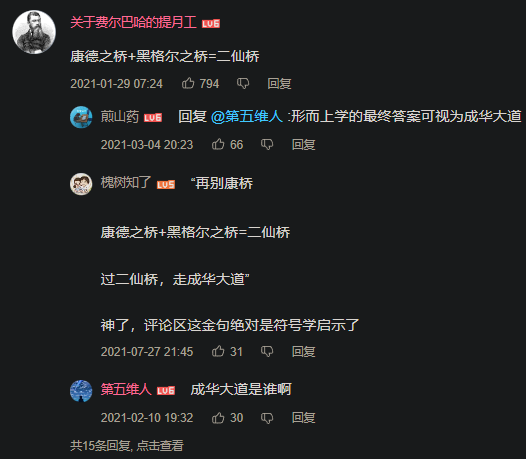 关于费尔巴哈的提月工 LV6
康德之桥+黑格尔之桥=二仙桥
2021-01-29 07:24 794 回复
煎山药 LV6 回复 @第五维人 :形而上学的最终答案可视为成华大道
2021-03-04 20:23 66 回复
槐树知了 LV5 “再别康桥
康德之桥+黑格尔之桥=二仙桥
过二仙桥，走成华大道”
神了，评论区这金句绝对是符号学启示了
2021-07-27 21:45 31 回复
第五维人 LV6 成华大道是谁啊
2021-02-10 19:32 30 回复
共15条回复, 点击查看